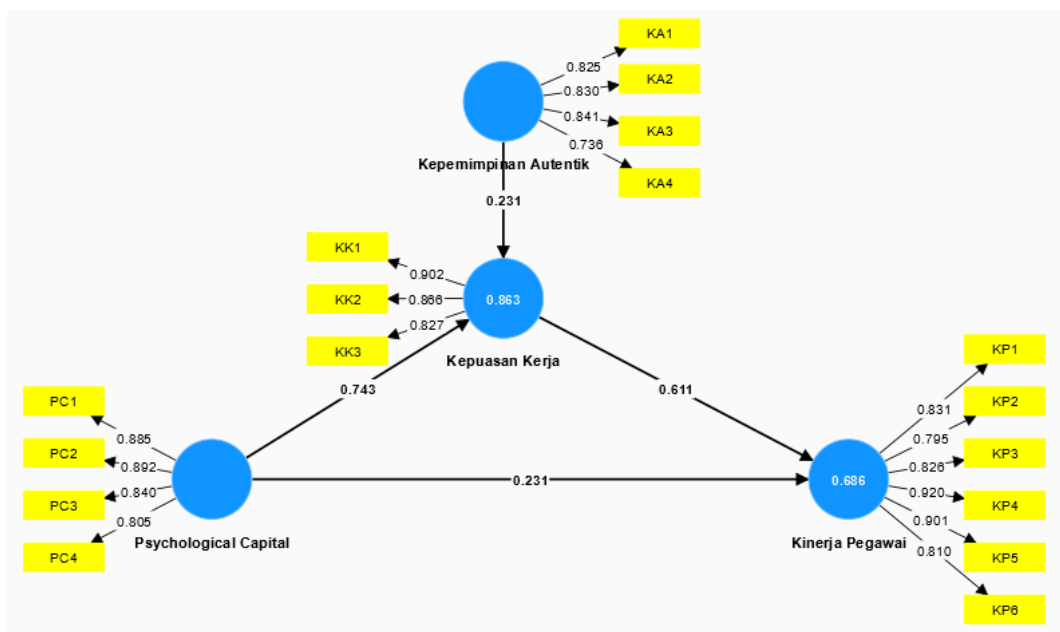 KA1
0.825
KA2
0.830
KA3
0.841
0.736
KA4
Kepemimpinan Autentik
0.231
KK1
0.902
KK2
0.866
0.863
KK3
0.827
Kepuasan Kerja
0.743
0.611
PC1
0.885
PC2
0.892
PC3
0.840
PC4
0.805
Psychological Capital
0.231
KP1
0.831
KP2
0.795
KP3
0.826
0.686
KP4
0.920
0.901
KP5
0.810
KP6
Kinerja Pegawai